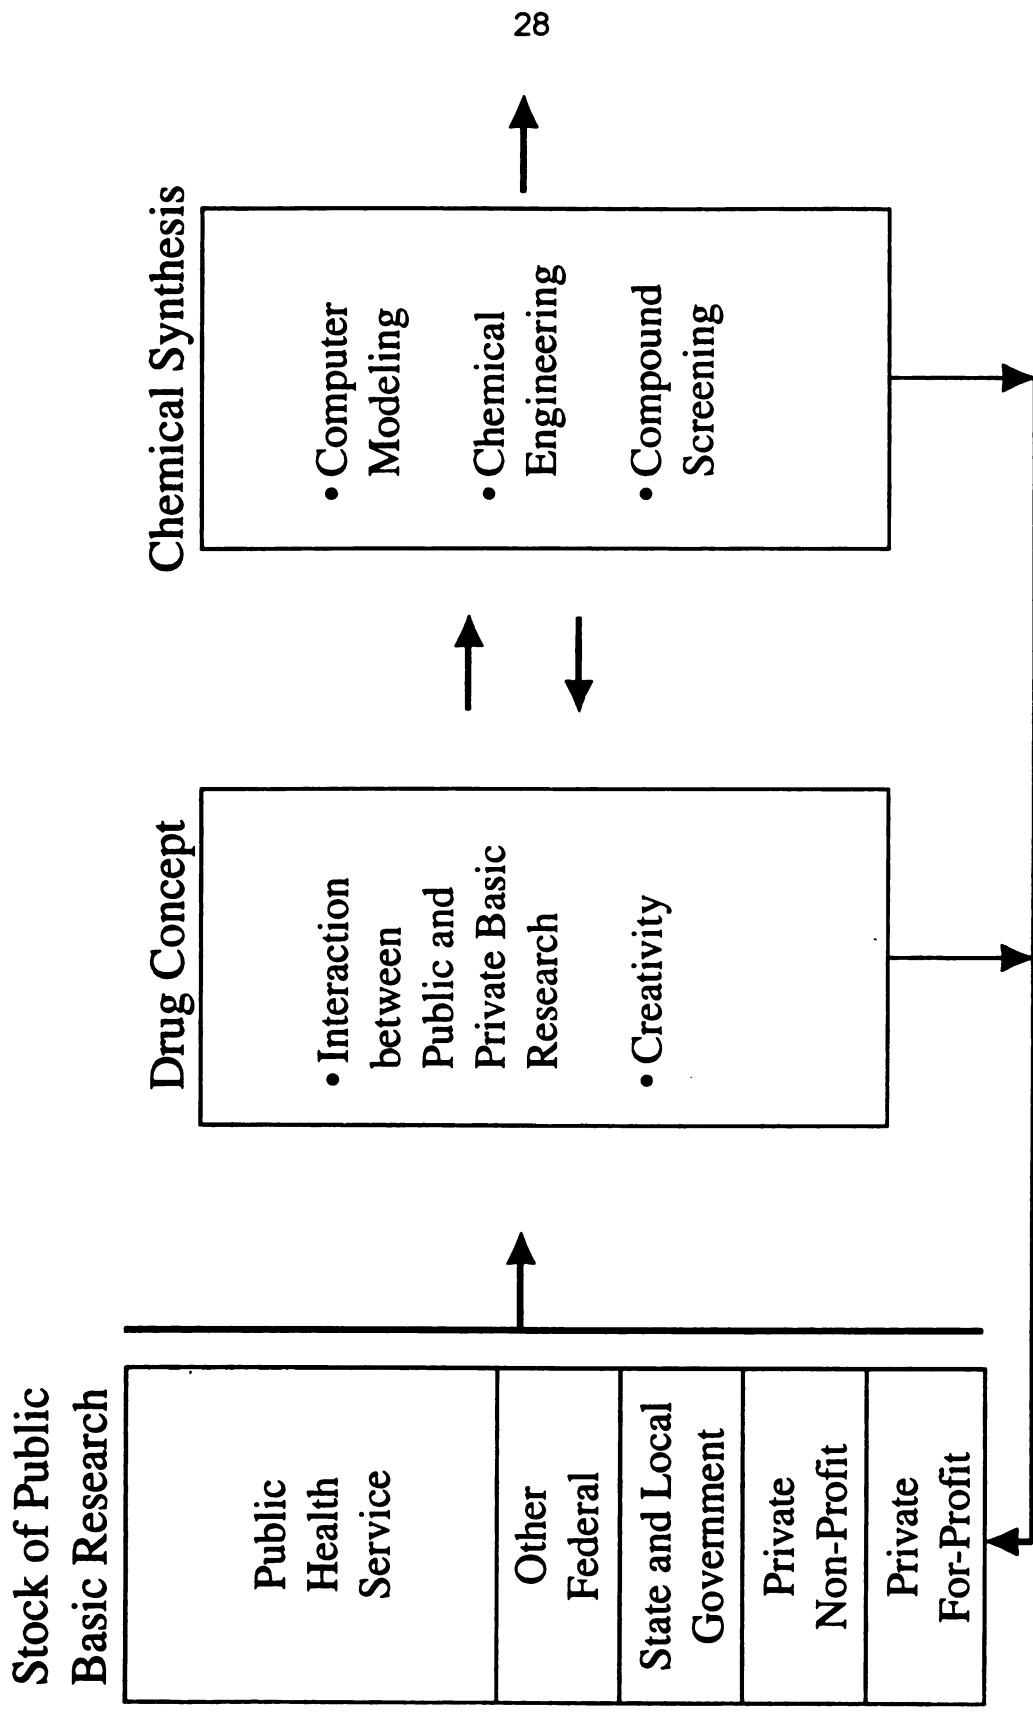 28
Stock of Public
Basic Research
Public
Health
Service
Other
Federal
State and Local
Government
Private
Non-Profit
Private
For-Profit
Drug Concept
• Interaction
between
Public and
Private Basic
Research
• Creativity
Chemical Synthesis
• Computer
Modeling
• Chemical
Engineering
• Compound
Screening